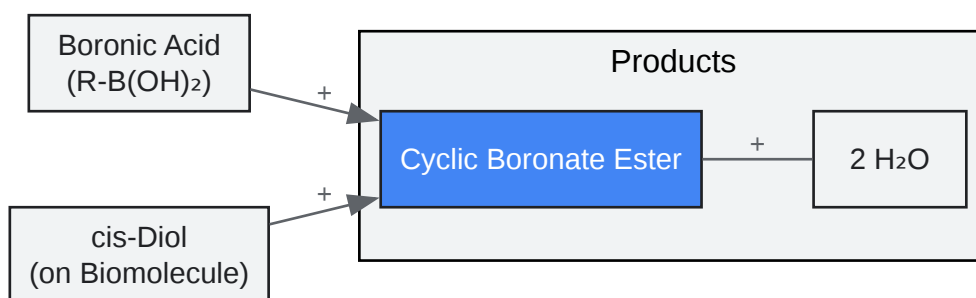 Boronic Acid
(R-B(OH)₂)
+
Products
Cyclic Boronate Ester
+
2 H₂O
+
cis-Diol
(on Biomolecule)